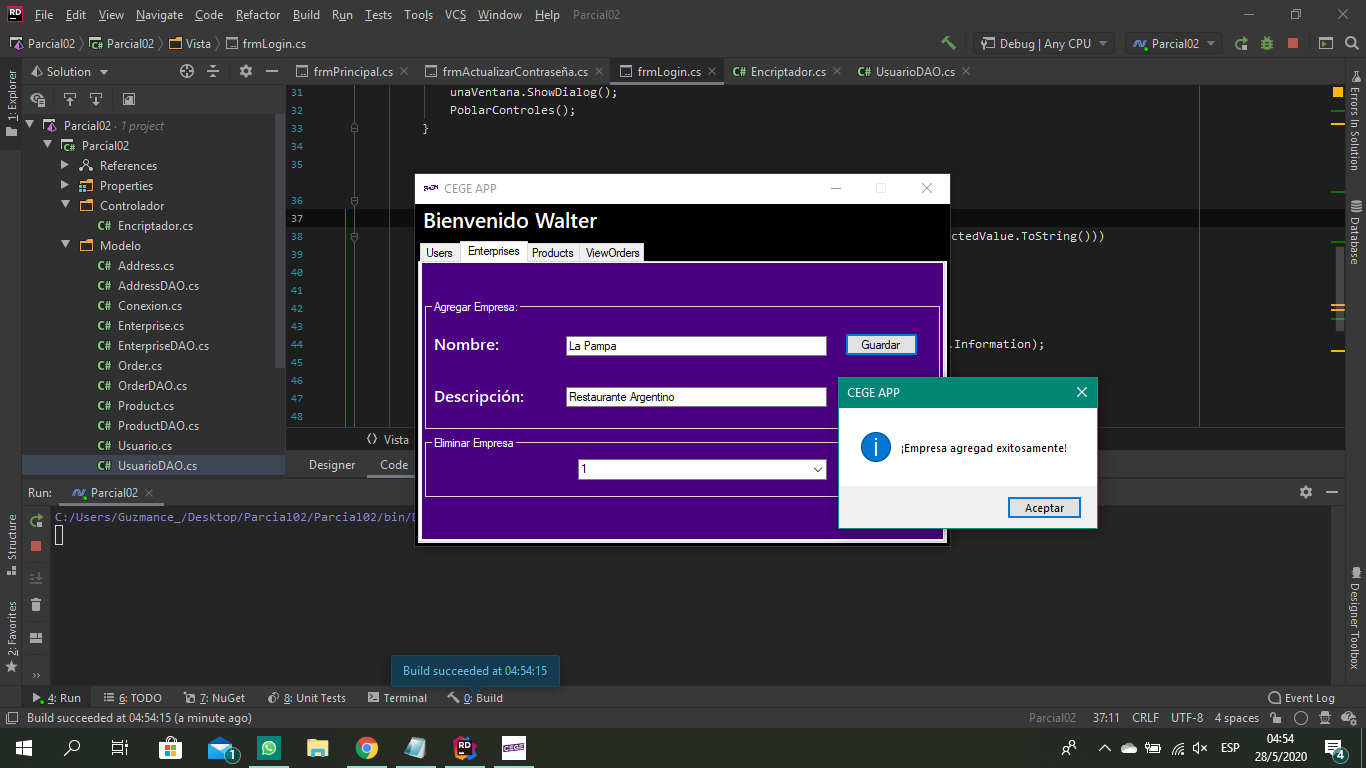 File Edit View Navigate Code Refactor Build Run Tests Tools VCS Window Help Parcial02
Parcial02 Parcial02 Vista frmLogin.cs
Debug | Any CPU Parcial02
Solution
frmPrincipal.cs frmActualizarContraseña.cs frmLogin.cs Encriptador.cs UsuarioDAO.cs
1: Explorer
Parcial02 · 1 project
Parcial02
References
Properties
Controlador
Encriptador.cs
Modelo
Address.cs
AddressDAO.cs
Conexion.cs
Enterprise.cs
EnterpriseDAO.cs
Order.cs
OrderDAO.cs
Product.cs
ProductDAO.cs
Usuario.cs
UsuarioDAO.cs
31 unaVentana.ShowDialog();
32 PoblarControles();
33 }
34
35
36
37
38 ctedValue.ToString()))
39
40
41
42
43
44 .Information);
45
46
47
48
Vista
Designer Code
CEGE APP
Bienvenido Walter
Users Enterprises Products ViewOrders
Agregar Empresa:
Nombre: La Pampa Guardar
Descripción: Restaurante Argentino
Eliminar Empresa
1
CEGE APP
¡Empresa agregad exitosamente!
Aceptar
Errors In Solution
Database
Designer Toolbox
Run: Parcial02
C:/Users/Guzmance_/Desktop/Parcial02/Parcial02/bin/
Structure
2: Favorites
Build succeeded at 04:54:15
4: Run 6: TODO 7: NuGet 8: Unit Tests Terminal 0: Build Event Log
Build succeeded at 04:54:15 (a minute ago) Parcial02 37:11 CRLF UTF-8 4 spaces
1 RD CEGE ESP 04:54
28/5/2020 4